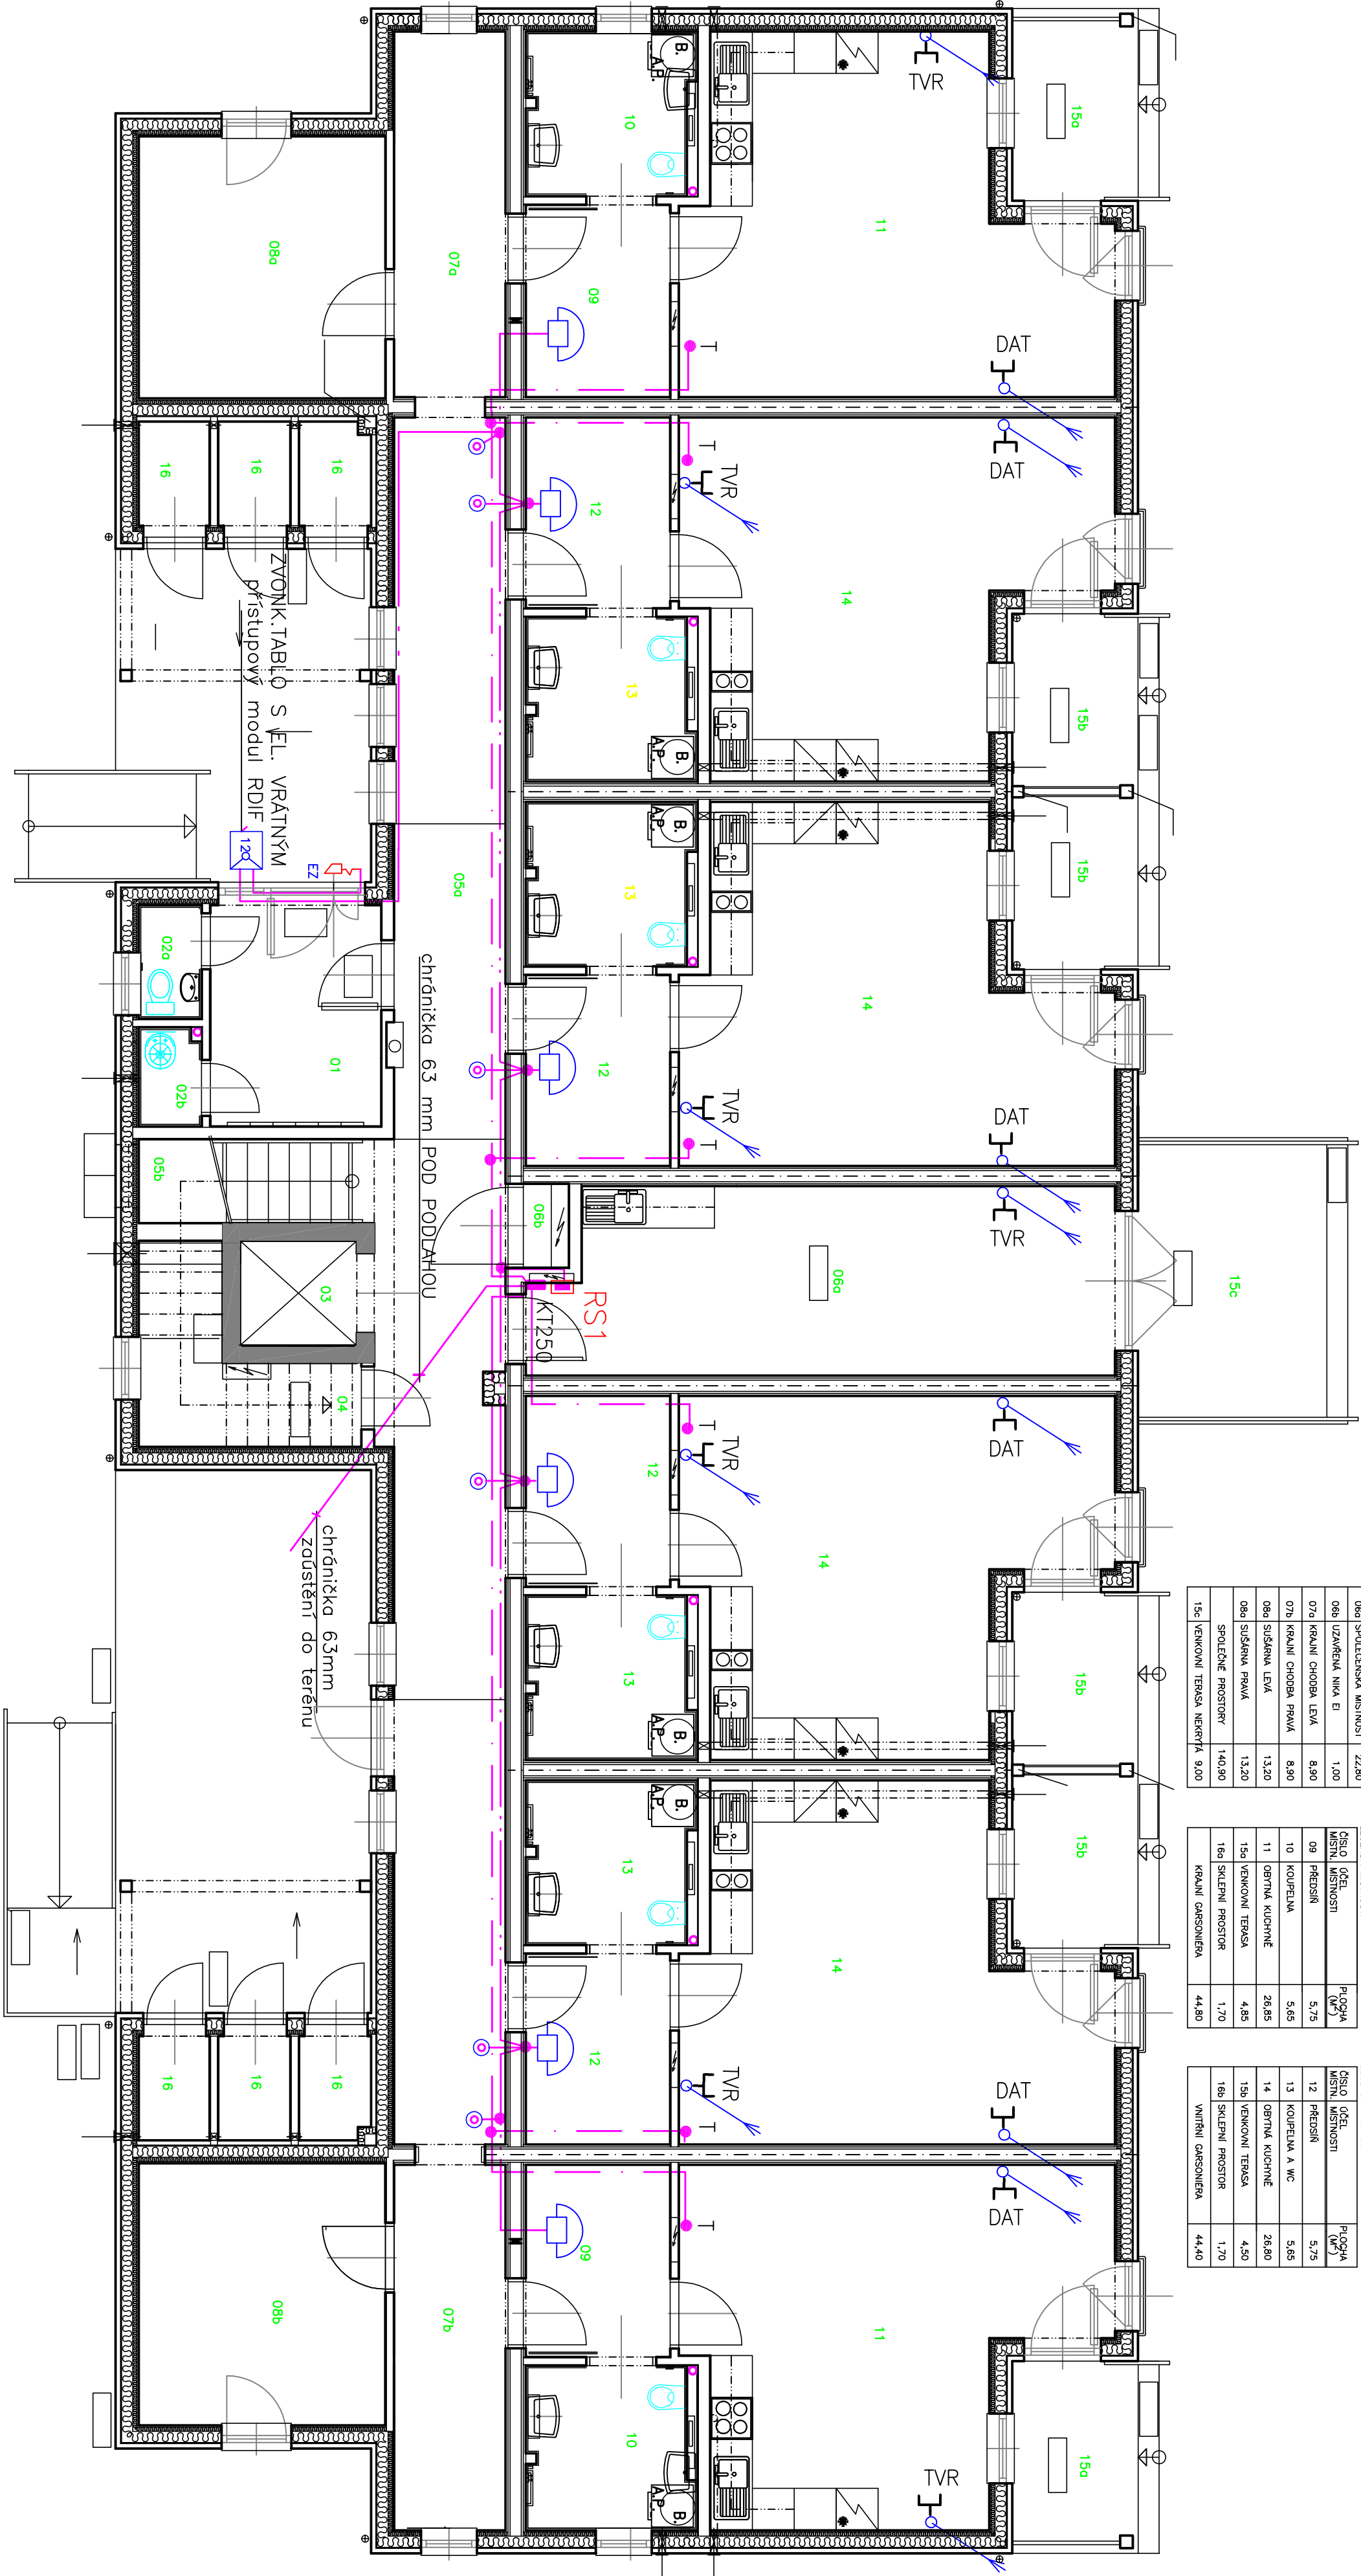 TVR
15a
10
11
B.
A.P.
08a
07a
09
T
DAT
DAT
16
16
16
12
T
TVR
14
15b
13
B.
A.P.
ZVONK.TABLO S EL. VRÁTNÝM
přístupový modul RDIF
12
EZ
05a
B.
A.P.
13
15b
14
02a
01
02b
12
TVR
T
DAT
chránička 63 mm POD PODLAHOU
05b
06b
TVR
03
RS1
KT250
06a
15c
04
12
T
TVR
DAT
14
chránička 63mm
zaústění do terénu
13
B.
A.P.
15b
B.
A.P.
13
15b
14
16
16
16
12
TVR
T
DAT
DAT
08b
07b
09
T
11
10
B.
A.P.
TVR
15a
06a SPOLEČENSKÁ MÍSTNOST 22,80
06b UZAVŘENÁ NIKA El 1,00
07a KRAJNÍ CHODBA LEVÁ 8,90
07b KRAJNÍ CHODBA PRAVÁ 8,90
08a SUŠÁRNA LEVÁ 13,20
08a SUŠÁRNA PRAVÁ 13,20
SPOLEČNÉ PROSTORY 140,90
15c VENKOVNÍ TERASA NEKRYTÁ 9,00
ČÍSLO MÍSTN. ÚČEL MÍSTNOSTI PLOCHA (M²)
09 PŘEDSÍŇ 5,75
10 KOUPELNA 5,65
11 OBYTNÁ KUCHYNĚ 26,85
15a VENKOVNÍ TERASA 4,85
16a SKLEPNÍ PROSTOR 1,70
KRAJNÍ GARSONIÉRA 44,80
ČÍSLO MÍSTN. ÚČEL MÍSTNOSTI PLOCHA (M²)
12 PŘEDSÍŇ 5,75
13 KOUPELNA A WC 5,65
14 OBYTNÁ KUCHYNĚ 26,80
15b VENKOVNÍ TERASA 4,50
16b SKLEPNÍ PROSTOR 1,70
VNITŘNÍ GARSONIÉRA 44,40